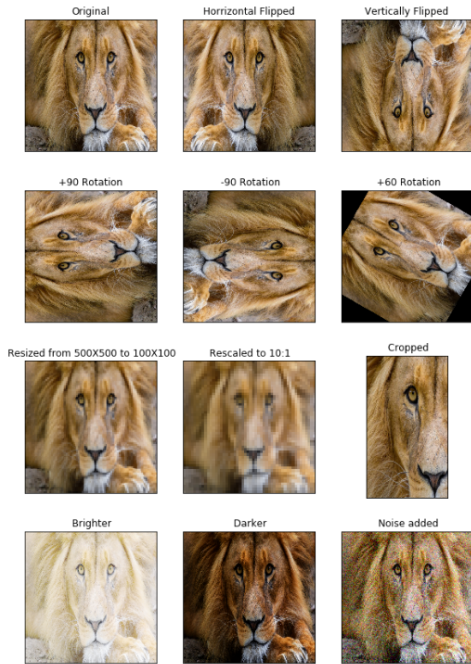 Original
Horrizontal Flipped
Vertically Flipped
+90 Rotation
-90 Rotation
+60 Rotation
Resized from 500X500 to 100X100
Rescaled to 10:1
Cropped
Brighter
Darker
Noise added